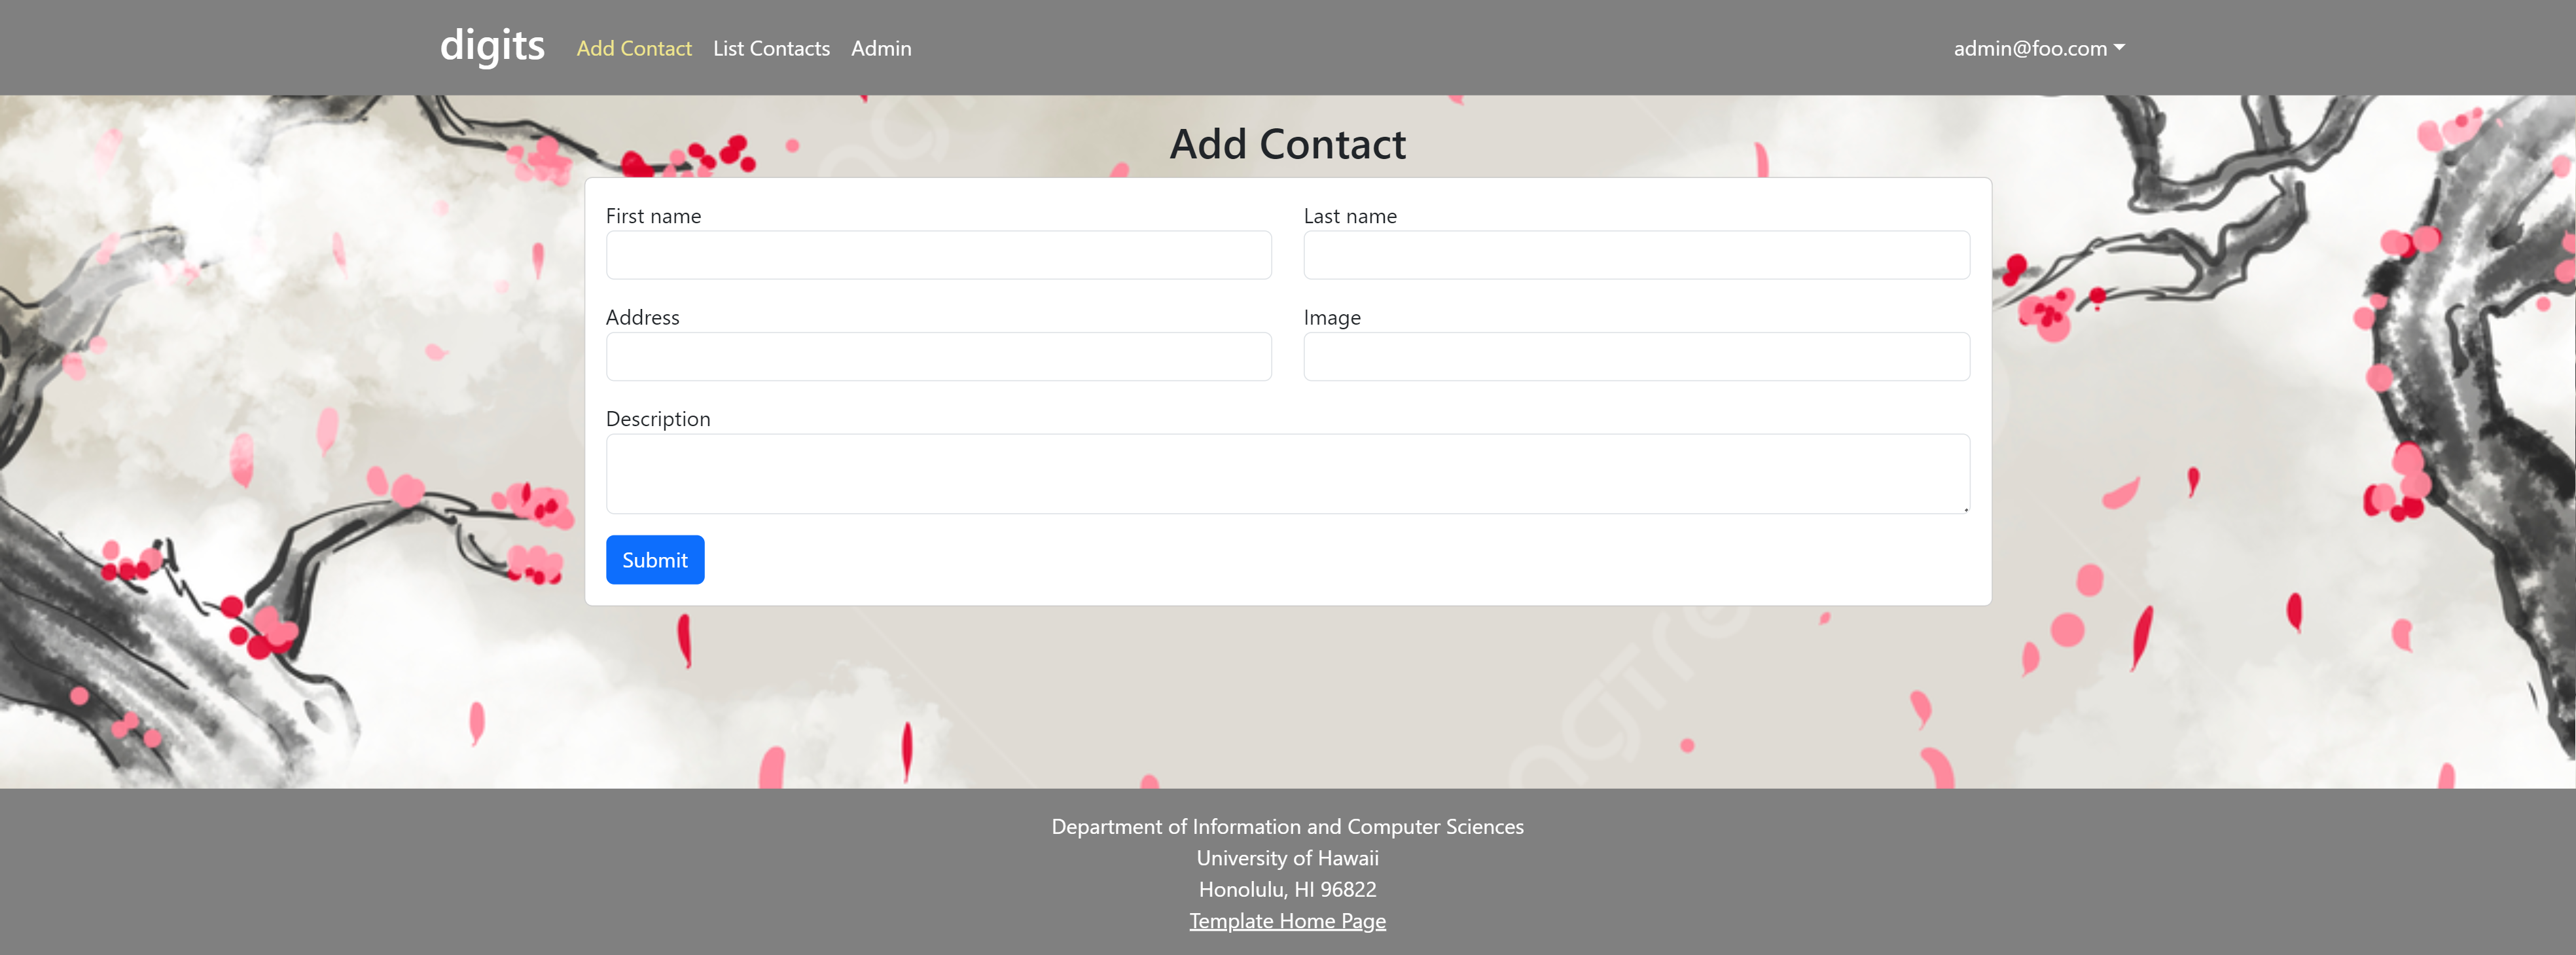 digits Add Contact List Contacts Admin admin@foo.com
Add Contact
First name Last name
Address Image
Description
Submit
Department of Information and Computer Sciences
University of Hawaii
Honolulu, HI 96822
Template Home Page